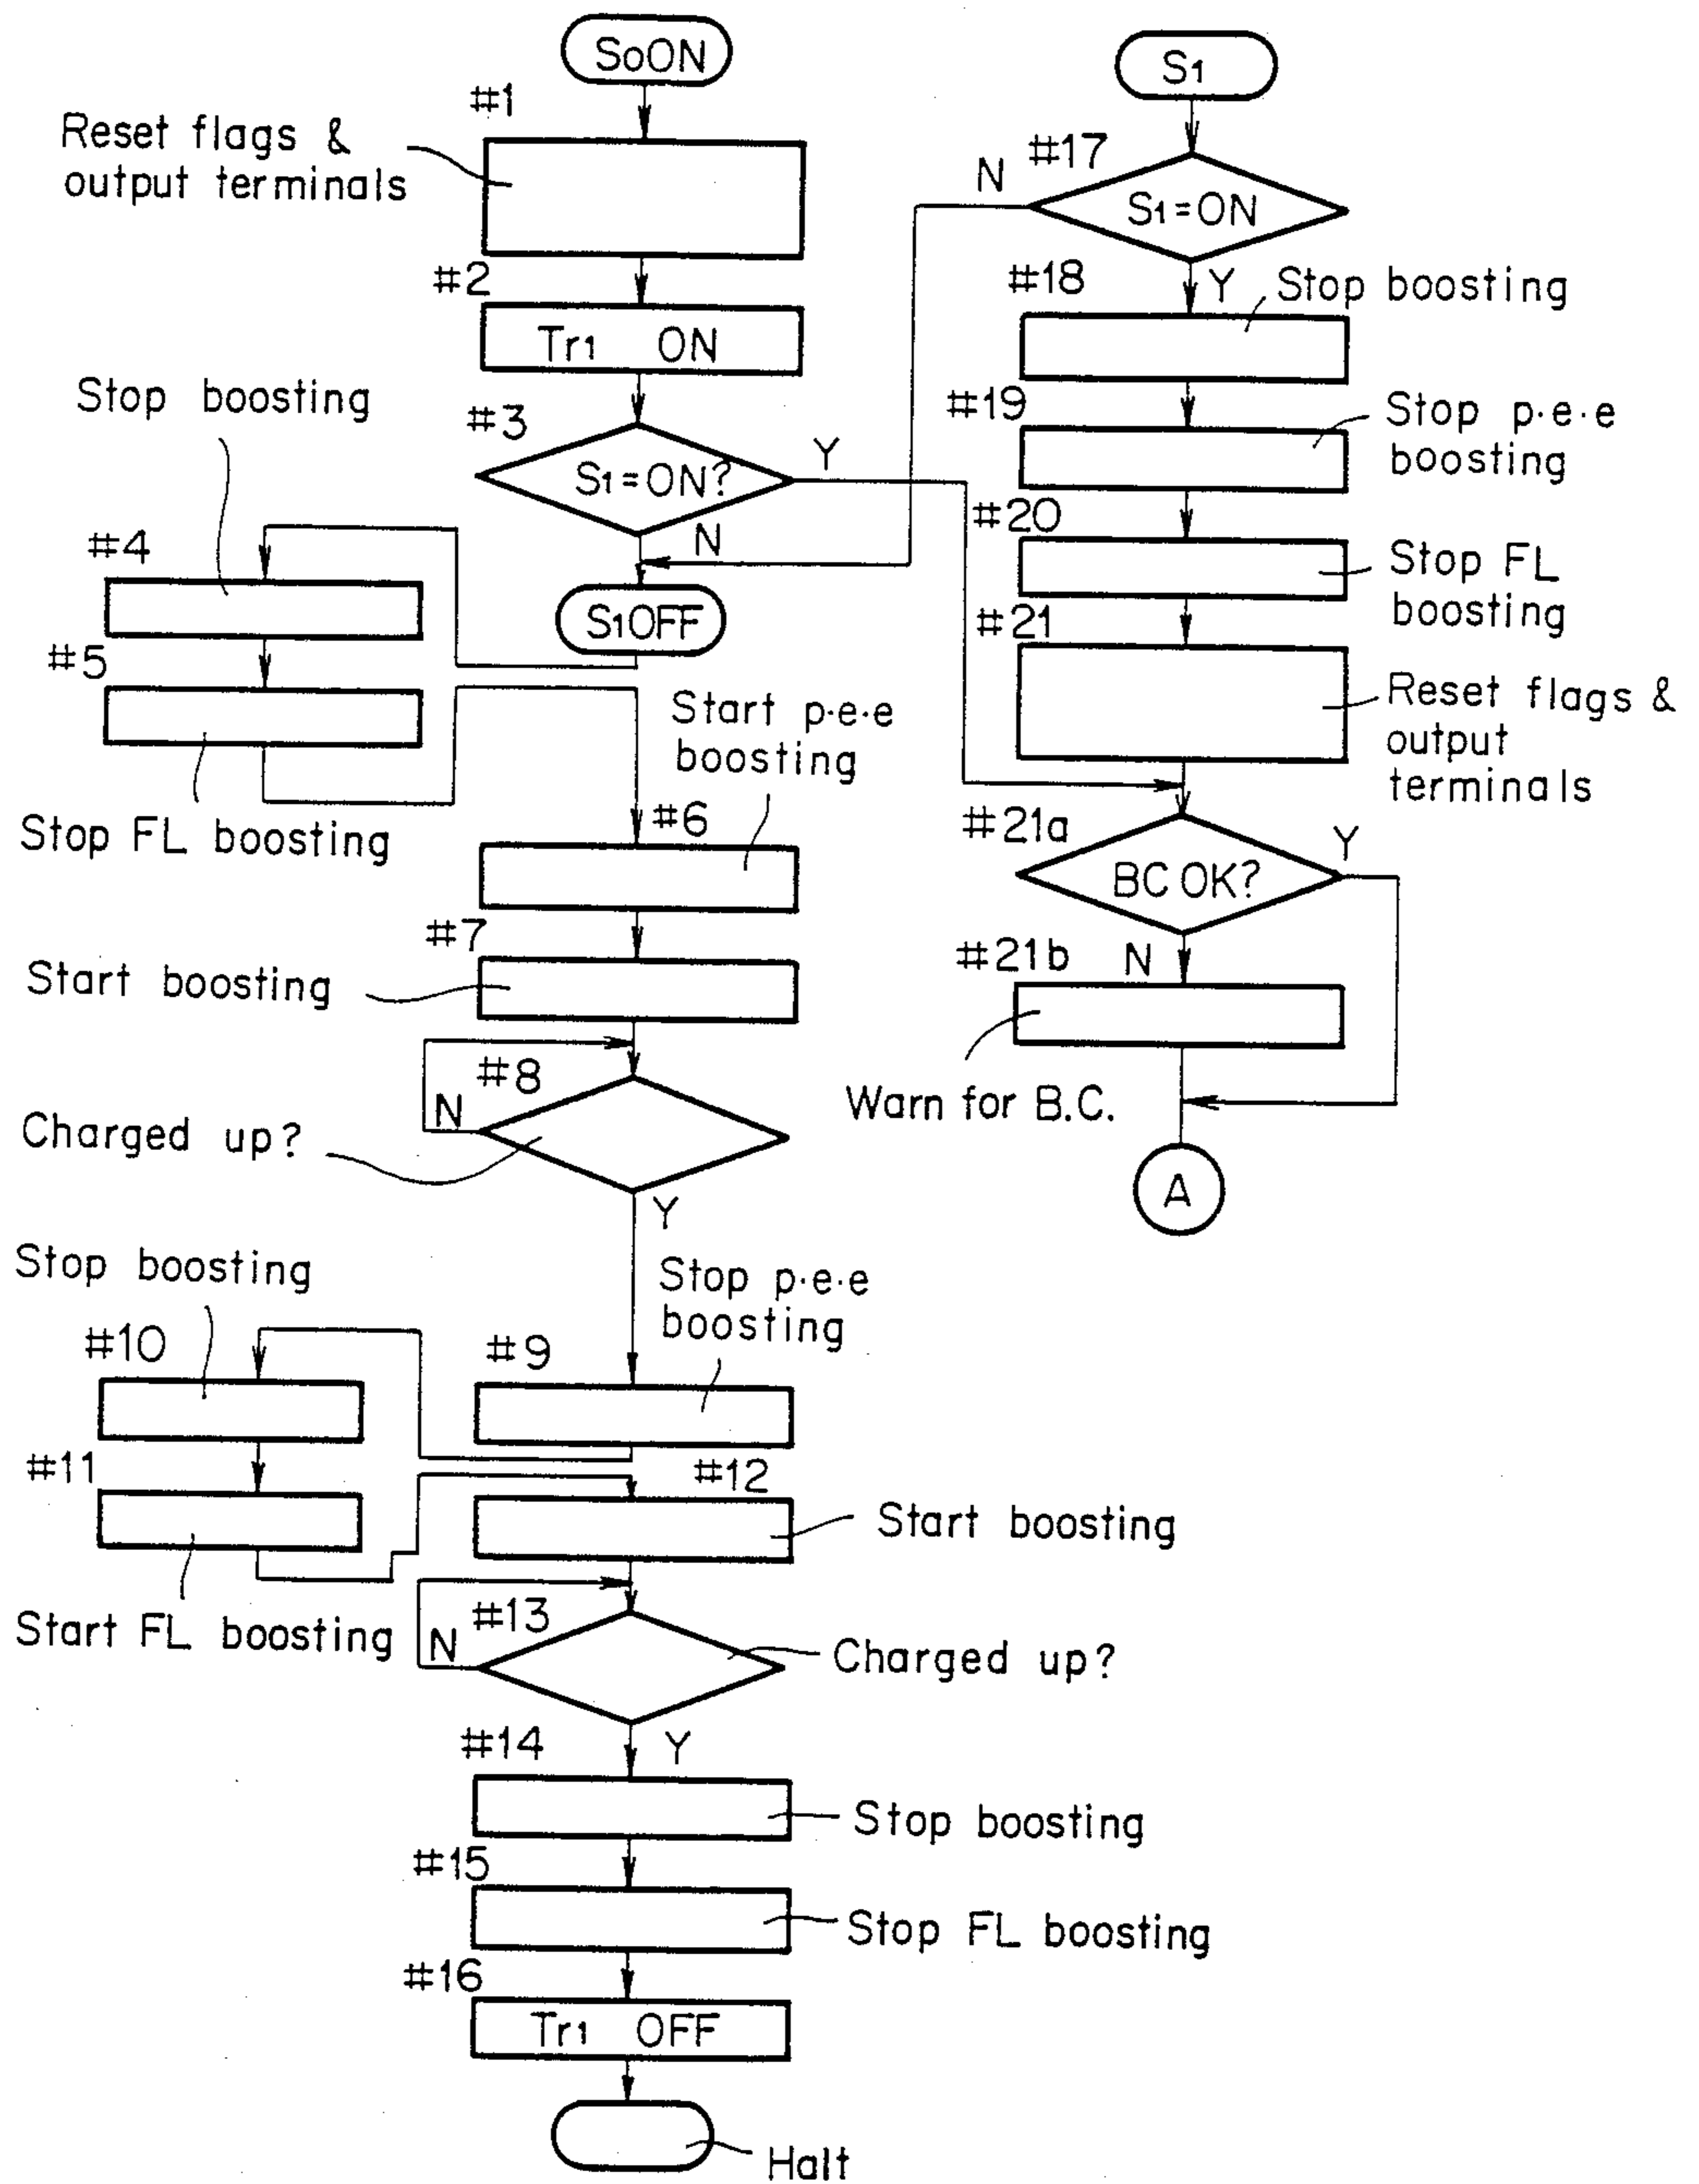 SoON
#1
Reset flags &
output terminals
#2
Tr1 ON
#3
S1=ON?
Y
N
S1OFF
Stop boosting
#4
#5
Stop FL boosting
Start p·e·e
boosting
#6
#7
Start boosting
#8
N
Charged up?
Y
Stop p·e·e
boosting
#9
Stop boosting
#10
#11
Start FL boosting
#12
Start boosting
#13
N
Charged up?
Y
#14
Stop boosting
#15
Stop FL boosting
#16
Tr1 OFF
Halt
S1
#17
N
S1=ON
Y
#18
Stop boosting
#19
Stop p·e·e
boosting
#20
Stop FL
boosting
#21
Reset flags &
output
terminals
#21a
BC OK?
Y
N
#21b
Warn for B.C.
A